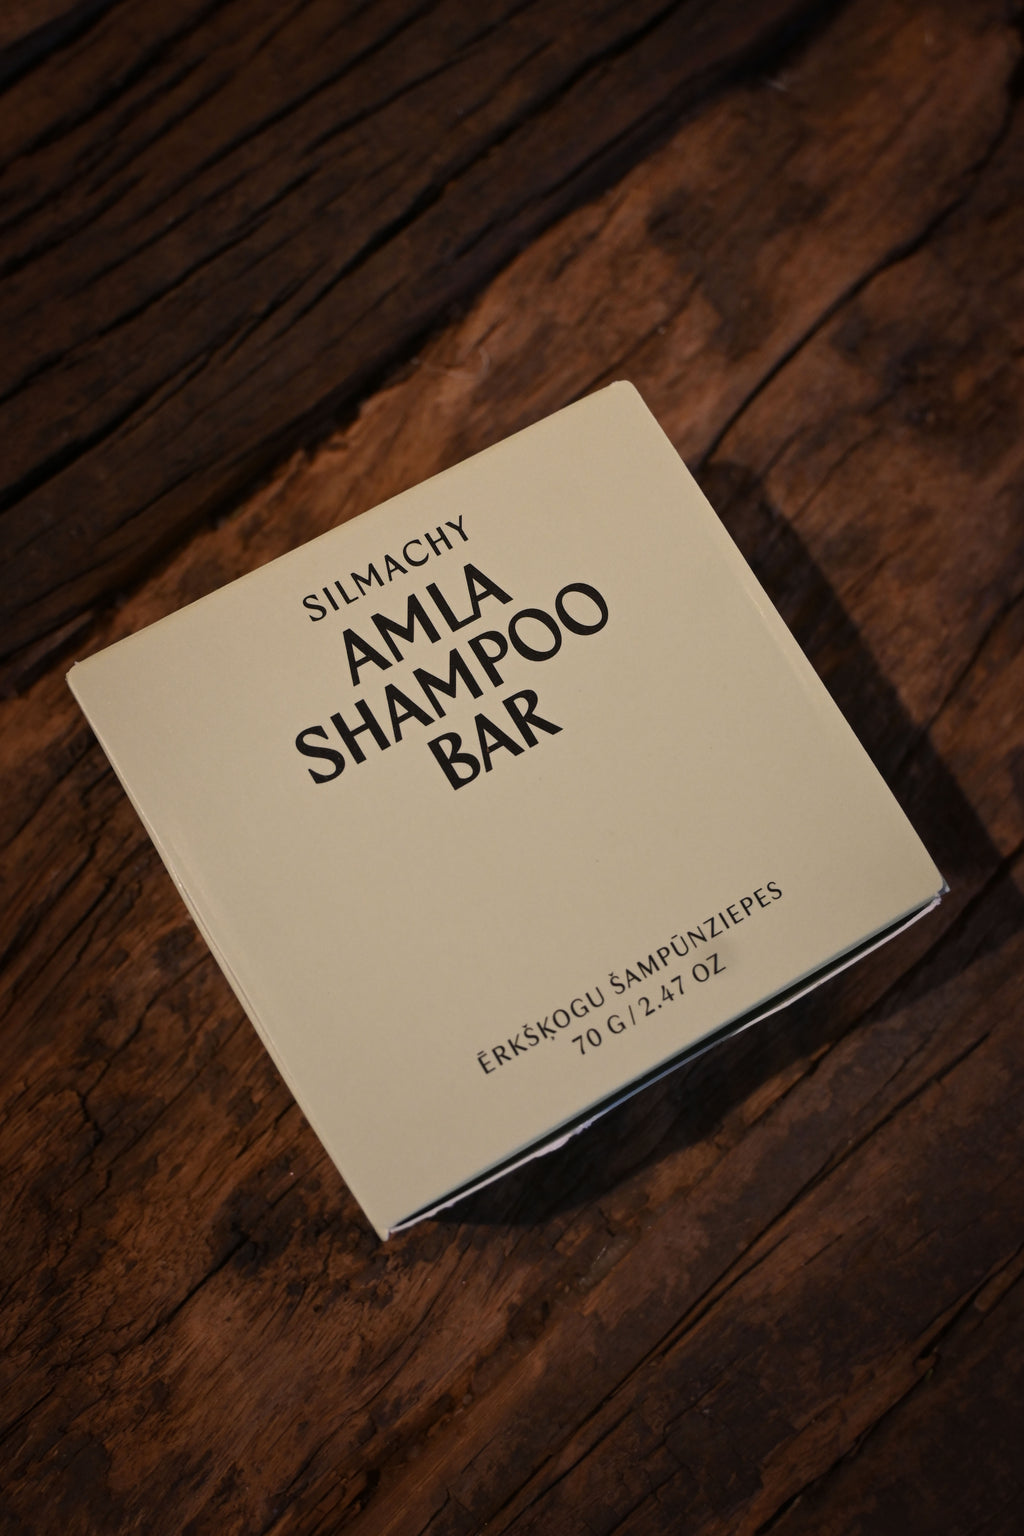 SILMACHY
AMLA
SHAMPOO
BAR
ĒRKŠĶOGU ŠAMPŪNZIEPES
70 G / 2.47 OZ